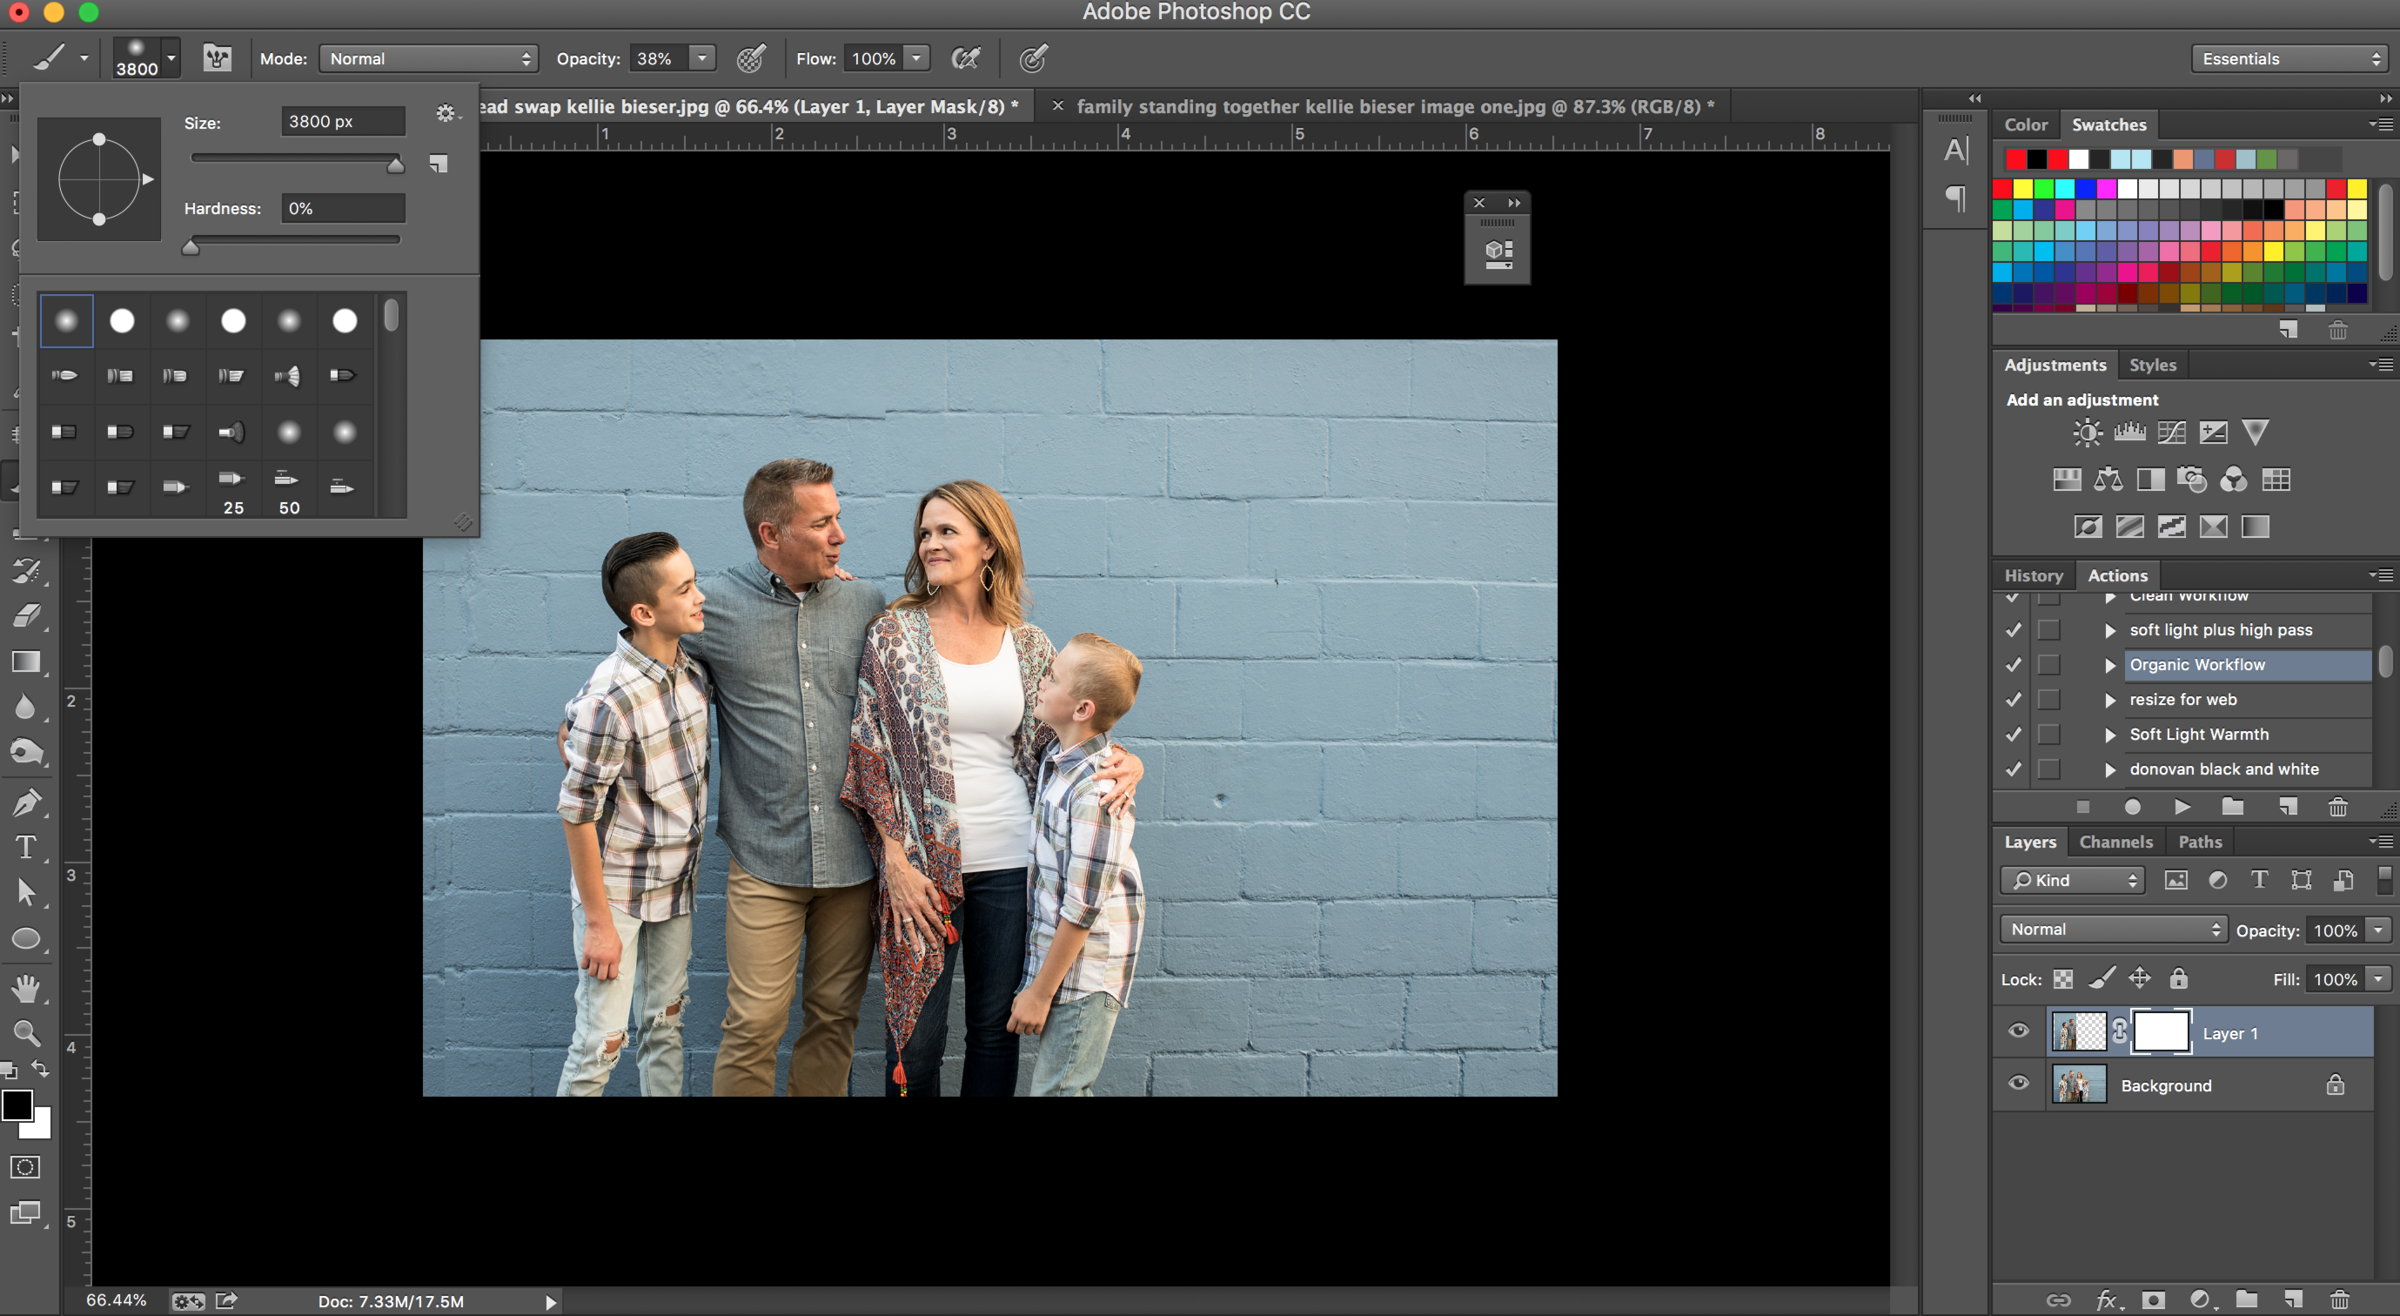 Adobe Photoshop CC
3800
Mode: Normal
Opacity: 38%
Flow: 100%
Essentials
ead swap kellie bieser.jpg @ 66.4% (Layer 1, Layer Mask/8) *
× family standing together kellie bieser image one.jpg @ 87.3% (RGB/8) *
Size: 3800 px
Hardness: 0%
25 50
1 2 3 4 5 6 7 8
2
3
4
5
A
Color Swatches
Adjustments Styles
Add an adjustment
History Actions
Clean Workflow
soft light plus high pass
Organic Workflow
resize for web
Soft Light Warmth
donovan black and white
Layers Channels Paths
Kind
Normal Opacity: 100%
Lock: Fill: 100%
Layer 1
Background
fx
T
66.44% Doc: 7.33M/17.5M